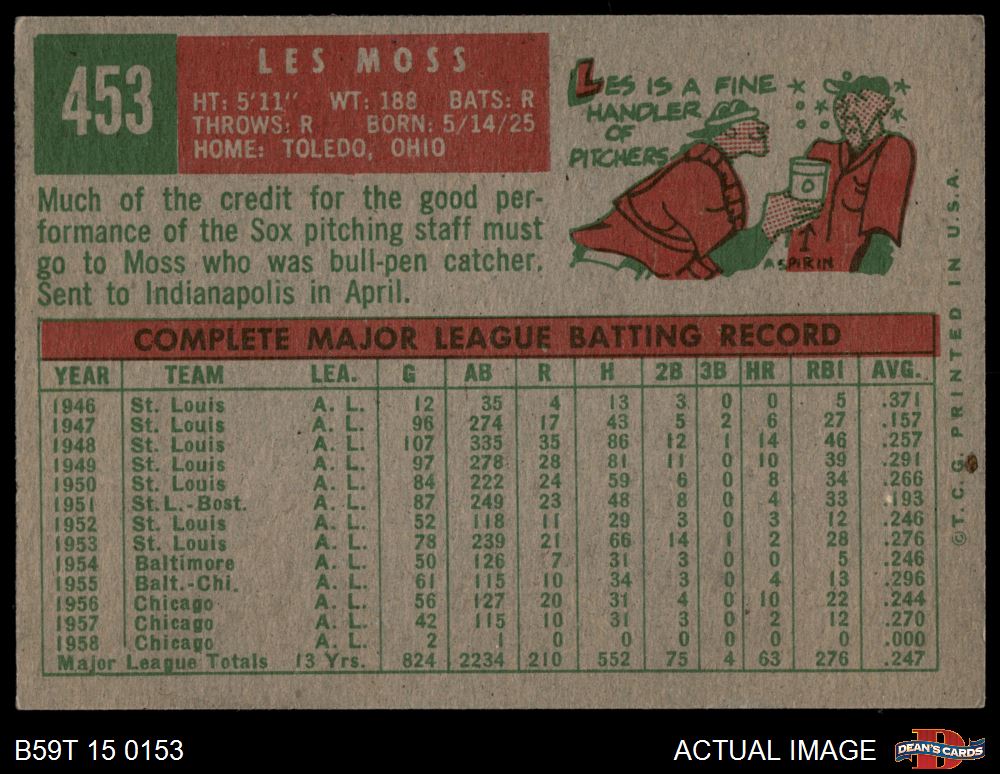 453
LES MOSS
HT: 5'11" WT: 188 BATS: R
THROWS: R BORN: 5/14/25
HOME: TOLEDO, OHIO
LES IS A FINE
HANDLER
OF
PITCHERS
ASPIRIN
Much of the credit for the good per-
formance of the Sox pitching staff must
go to Moss who was bull-pen catcher.
Sent to Indianapolis in April.
COMPLETE MAJOR LEAGUE BATTING RECORD
YEAR TEAM LEA. G AB R H 2B 3B HR RBI AVG.
1946 St. Louis A. L. 12 35 4 13 3 0 0 5 .371
1947 St. Louis A. L. 96 274 17 43 5 2 6 27 .157
1948 St. Louis A. L. 107 335 35 86 12 1 14 46 .257
1949 St. Louis A. L. 97 278 28 81 11 0 10 39 .291
1950 St. Louis A. L. 84 222 24 59 6 0 8 34 .266
1951 St.L.-Bost. A. L. 87 249 23 48 8 0 4 33 .193
1952 St. Louis A. L. 52 118 11 29 3 0 3 12 .246
1953 St. Louis A. L. 78 239 21 66 14 1 2 28 .276
1954 Baltimore A. L. 50 126 7 31 3 0 0 5 .246
1955 Balt.-Chi. A. L. 61 115 10 34 3 0 4 13 .296
1956 Chicago A. L. 56 127 20 31 4 0 10 22 .244
1957 Chicago A. L. 42 115 10 31 3 0 2 12 .270
1958 Chicago A. L. 2 1 0 0 0 0 0 0 .000
Major League Totals 13 Yrs. 824 2234 210 552 75 4 63 276 .247
©T. C. G. PRINTED IN U.S.A.
B59T 15 0153
ACTUAL IMAGE
D
DEAN'S CARDS